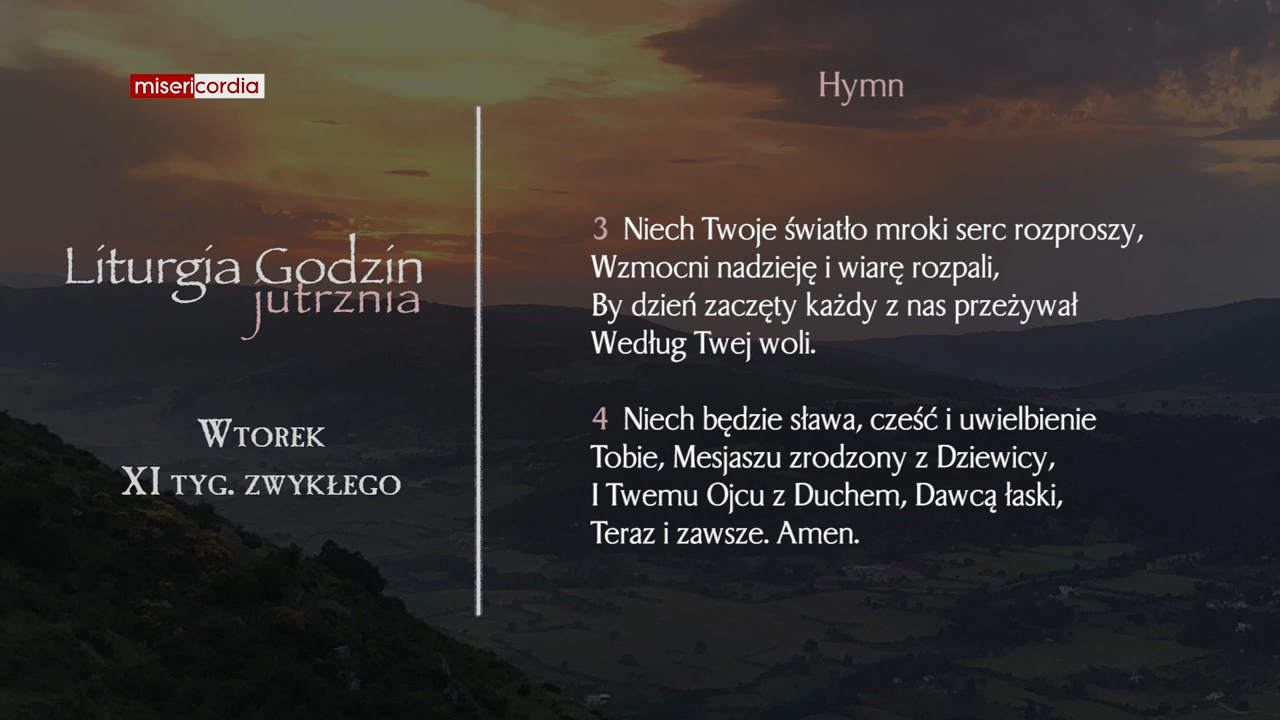 misericordia
Liturgia Godzin
jutrznia
Wtorek
XI tyg. zwykłego
Hymn
3 Niech Twoje światło mroki serc rozproszy,
Wzmocni nadzieję i wiarę rozpali,
By dzień zaczęty każdy z nas przeżywał
Według Twej woli.
4 Niech będzie sława, cześć i uwielbienie
Tobie, Mesjaszu zrodzony z Dziewicy,
I Twemu Ojcu z Duchem, Dawcą łaski,
Teraz i zawsze. Amen.